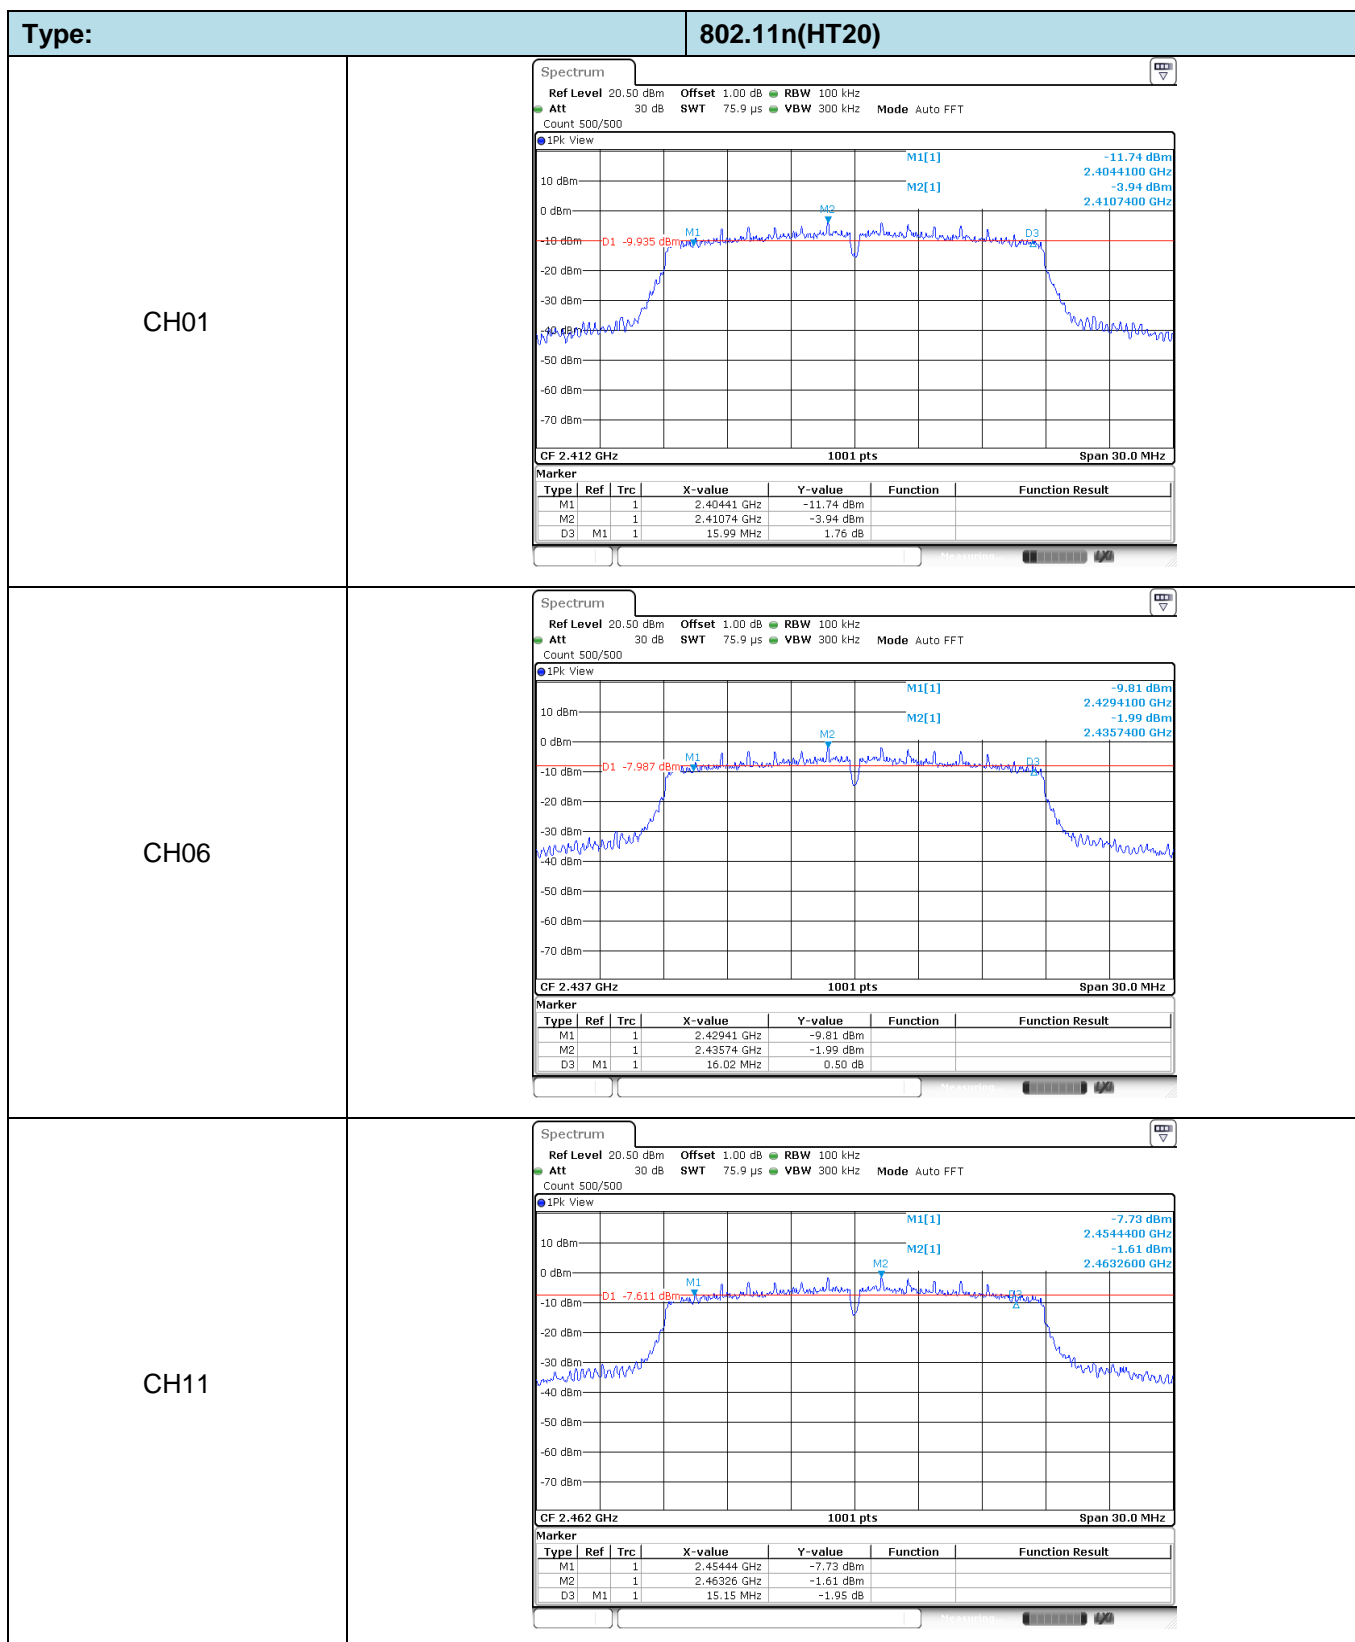 Type: 802.11n(HT20)
CH01
Spectrum
Ref Level 20.50 dBm Offset 1.00 dB RBW 100 kHz
Att 30 dB SWT 75.9 µs VBW 300 kHz Mode Auto FFT
Count 500/500
1Pk View
M1[1] -11.74 dBm
2.4044100 GHz
10 dBm
M2[1] -3.94 dBm
2.4107400 GHz
0 dBm
M2
M1
D3
-10 dBm
D1 -9.935 dBm
-20 dBm
-30 dBm
-40 dBm
-50 dBm
-60 dBm
-70 dBm
CF 2.412 GHz 1001 pts Span 30.0 MHz
Marker
Type Ref Trc X-value Y-value Function Function Result
M1 1 2.40441 GHz -11.74 dBm
M2 1 2.41074 GHz -3.94 dBm
D3 M1 1 15.99 MHz 1.76 dB
Measuring...
CH06
Spectrum
Ref Level 20.50 dBm Offset 1.00 dB RBW 100 kHz
Att 30 dB SWT 75.9 µs VBW 300 kHz Mode Auto FFT
Count 500/500
1Pk View
M1[1] -9.81 dBm
2.4294100 GHz
10 dBm
M2[1] -1.99 dBm
2.4357400 GHz
M2
0 dBm
M1
D3
D1 -7.987 dBm
-10 dBm
-20 dBm
-30 dBm
-40 dBm
-50 dBm
-60 dBm
-70 dBm
CF 2.437 GHz 1001 pts Span 30.0 MHz
Marker
Type Ref Trc X-value Y-value Function Function Result
M1 1 2.42941 GHz -9.81 dBm
M2 1 2.43574 GHz -1.99 dBm
D3 M1 1 16.02 MHz 0.50 dB
Measuring...
CH11
Spectrum
Ref Level 20.50 dBm Offset 1.00 dB RBW 100 kHz
Att 30 dB SWT 75.9 µs VBW 300 kHz Mode Auto FFT
Count 500/500
1Pk View
M1[1] -7.73 dBm
2.4544400 GHz
10 dBm
M2[1] -1.61 dBm
2.4632600 GHz
M2
0 dBm
M1
D3
D1 -7.611 dBm
-10 dBm
-20 dBm
-30 dBm
-40 dBm
-50 dBm
-60 dBm
-70 dBm
CF 2.462 GHz 1001 pts Span 30.0 MHz
Marker
Type Ref Trc X-value Y-value Function Function Result
M1 1 2.45444 GHz -7.73 dBm
M2 1 2.46326 GHz -1.61 dBm
D3 M1 1 15.15 MHz -1.95 dB
Measuring...